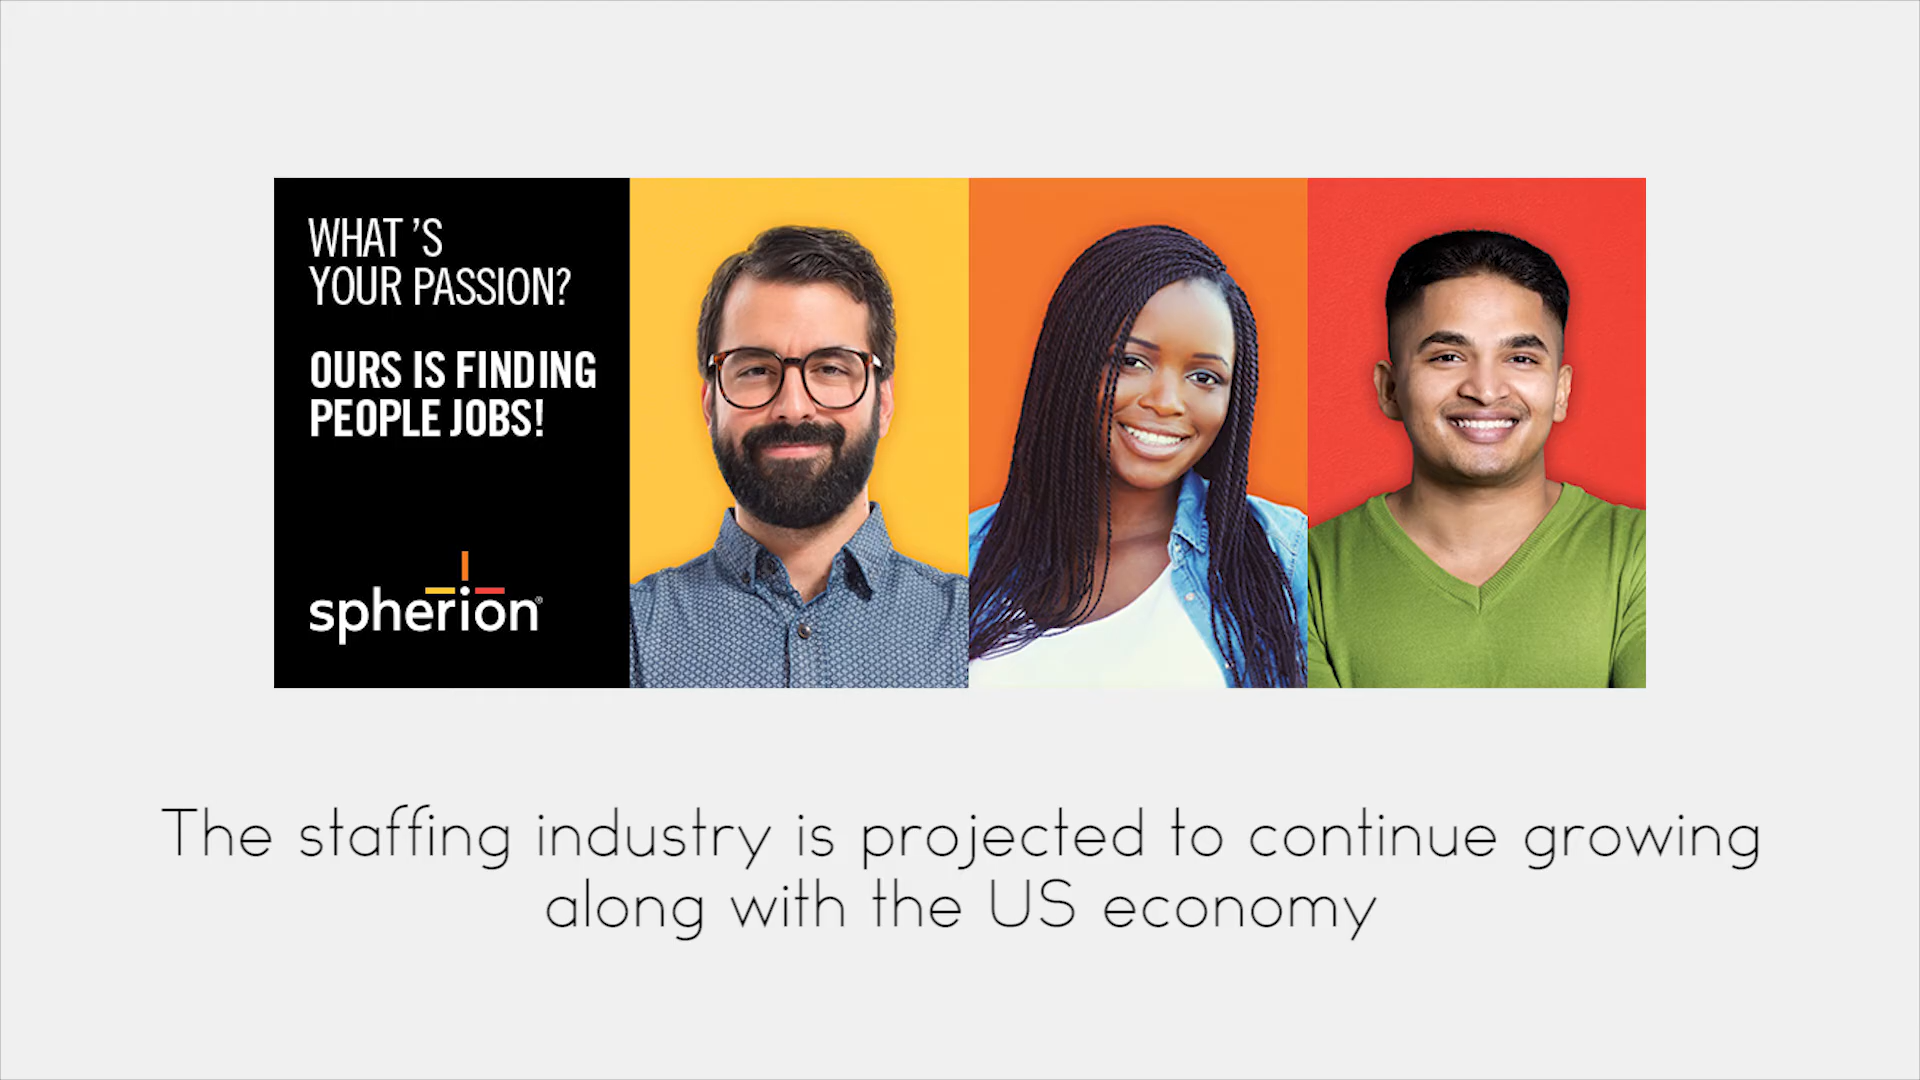 WHAT 'S
YOUR PASSION?
OURS IS FINDING
PEOPLE JOBS!
spherion®
The staffing industry is projected to continue growing
along with the US economy